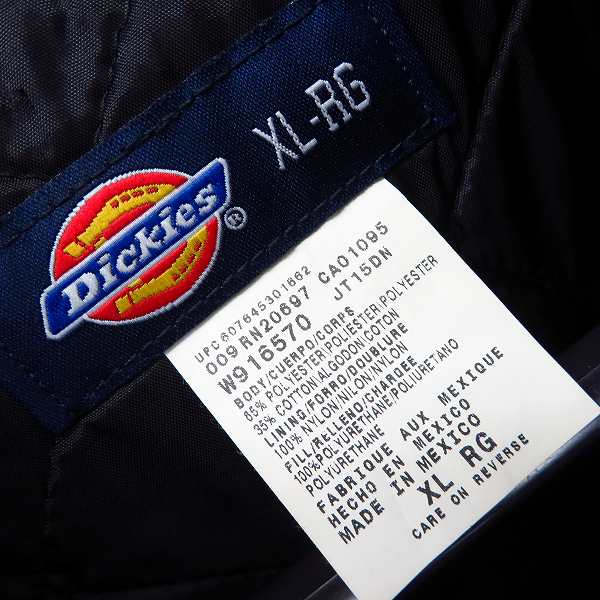 XL-RG
Dickies®
UPC 607645301662
009 RN20697 CA01095
W916570 JT15DN
BODY/CUERPO/CORPS
65% POLYESTER/POLIESTER/POLYESTER
35% COTTON/ALGODON/COTON
LINING/FORRO/DOUBLURE
100% NYLON/NYLON/NYLON
FILL/RELLENO/CHARGEE
100%POLYURETHANE/POLIURETANO
POLYURETHANE
FABRIQUE AUX MEXIQUE
HECHO EN MEXICO
MADE IN MEXICO
XL RG
CARE ON REVERSE